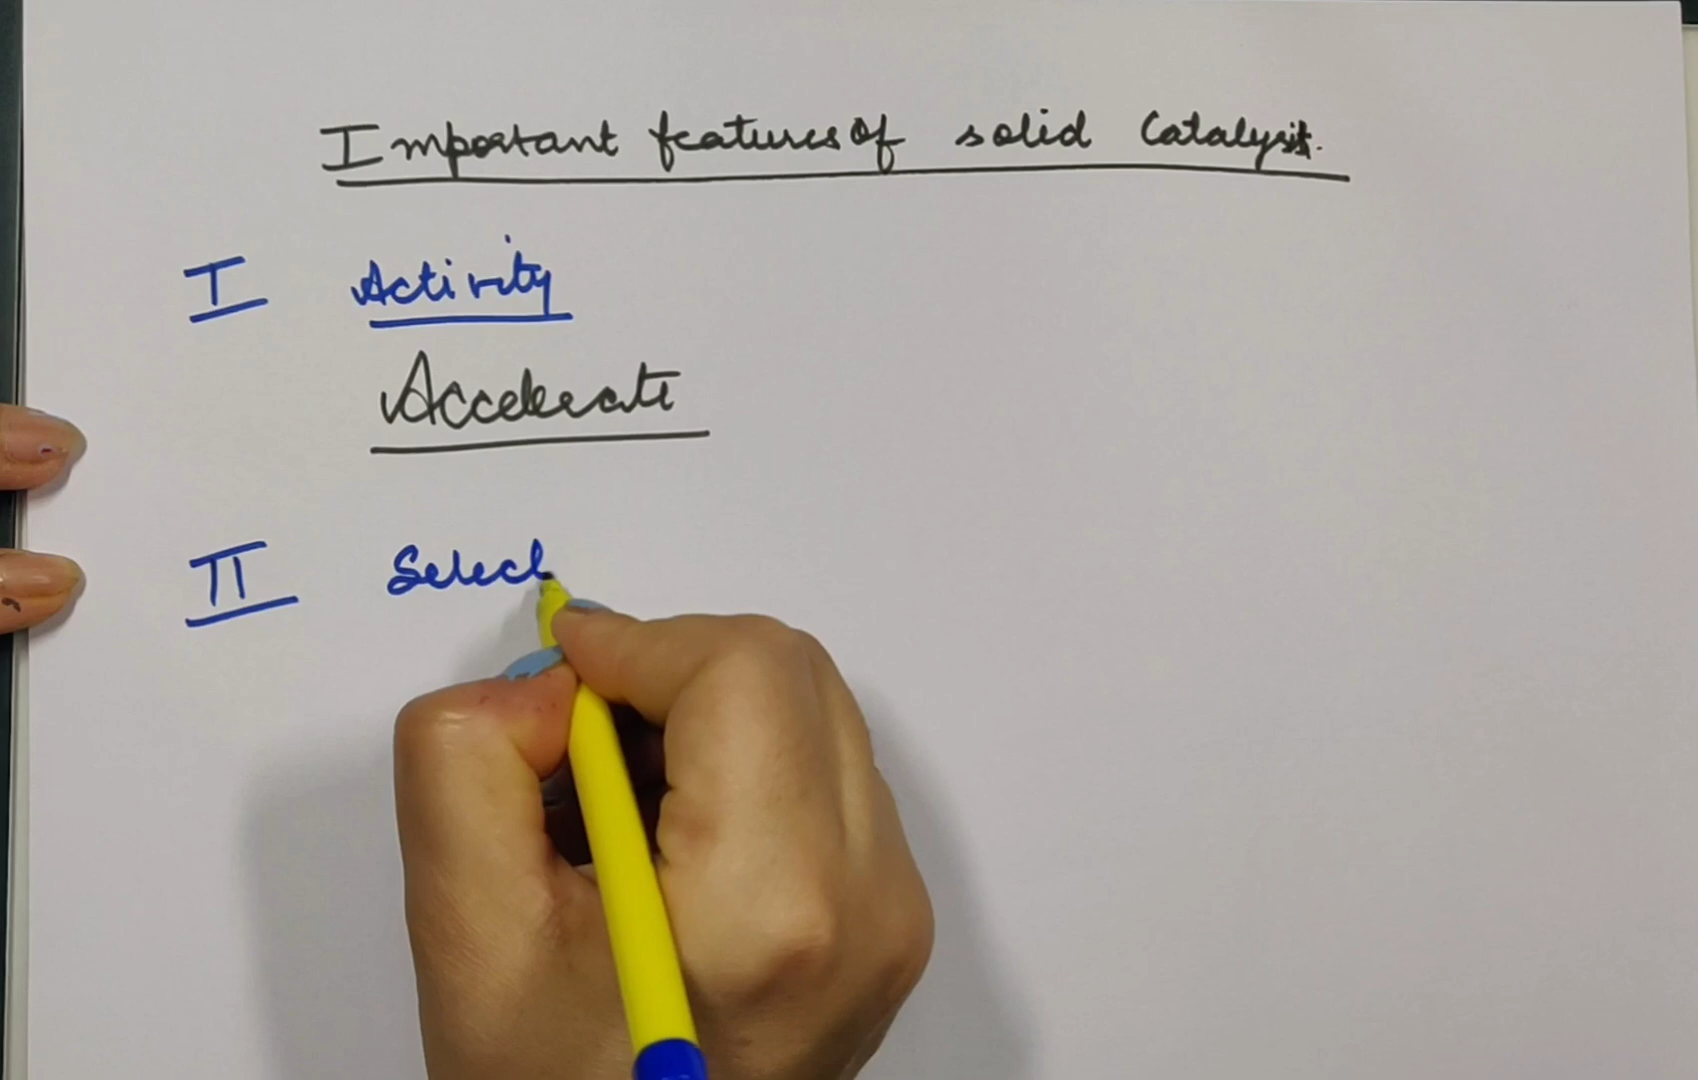 Important features of solid Catalyst.
I Activity
Accelerate
II Select